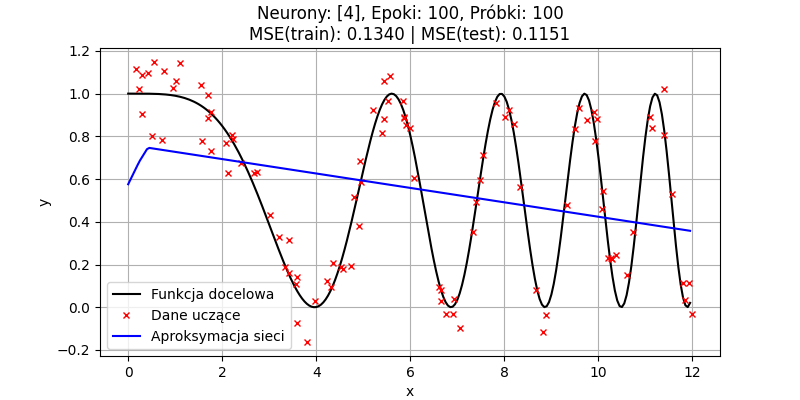 Neurony: [4], Epoki: 100, Próbki: 100
MSE(train): 0.1340 | MSE(test): 0.1151
1.2
1.0
0.8
0.6
0.4
0.2
0.0
−0.2
y
Funkcja docelowa
Dane uczące
Aproksymacja sieci
0 2 4 6 8 10 12
x